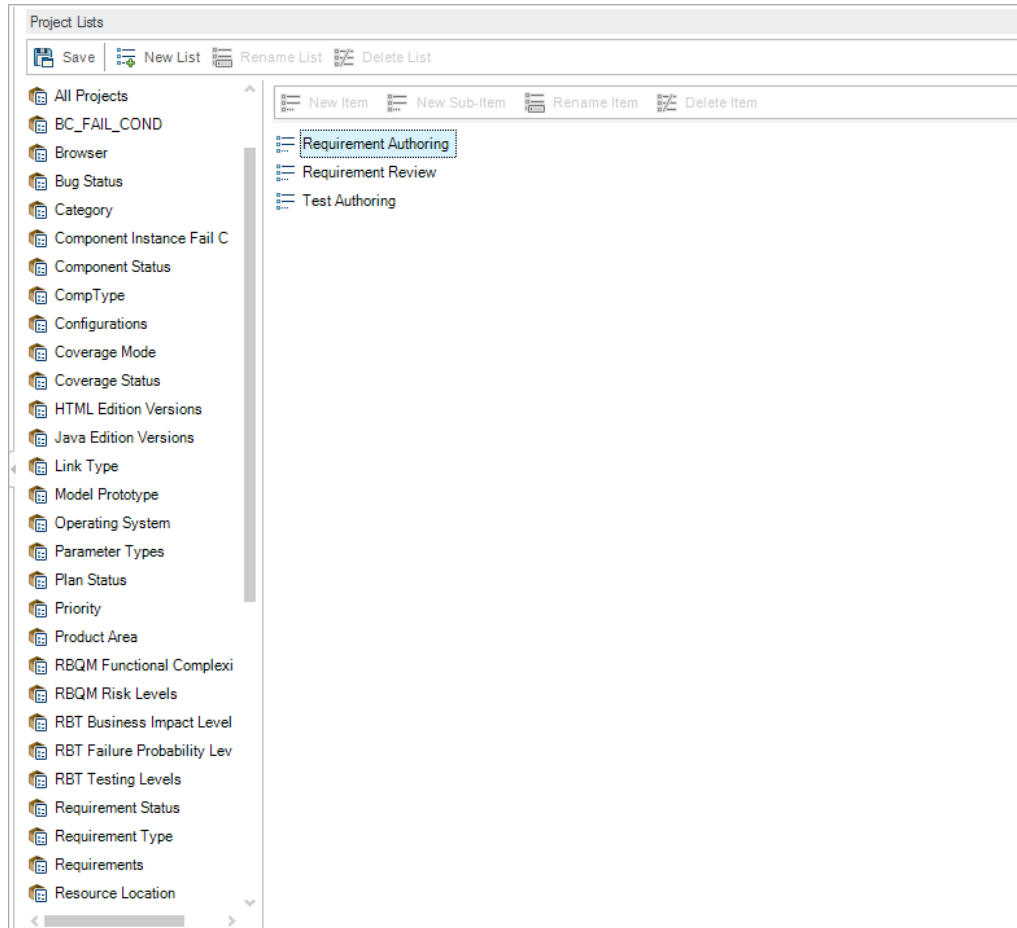 Project Lists
Save New List Rename List Delete List
All Projects
BC_FAIL_COND
Browser
Bug Status
Category
Component Instance Fail C
Component Status
CompType
Configurations
Coverage Mode
Coverage Status
HTML Edition Versions
Java Edition Versions
Link Type
Model Prototype
Operating System
Parameter Types
Plan Status
Priority
Product Area
RBQM Functional Complexi
RBQM Risk Levels
RBT Business Impact Level
RBT Failure Probability Lev
RBT Testing Levels
Requirement Status
Requirement Type
Requirements
Resource Location
New Item New Sub-Item Rename Item Delete Item
Requirement Authoring
Requirement Review
Test Authoring